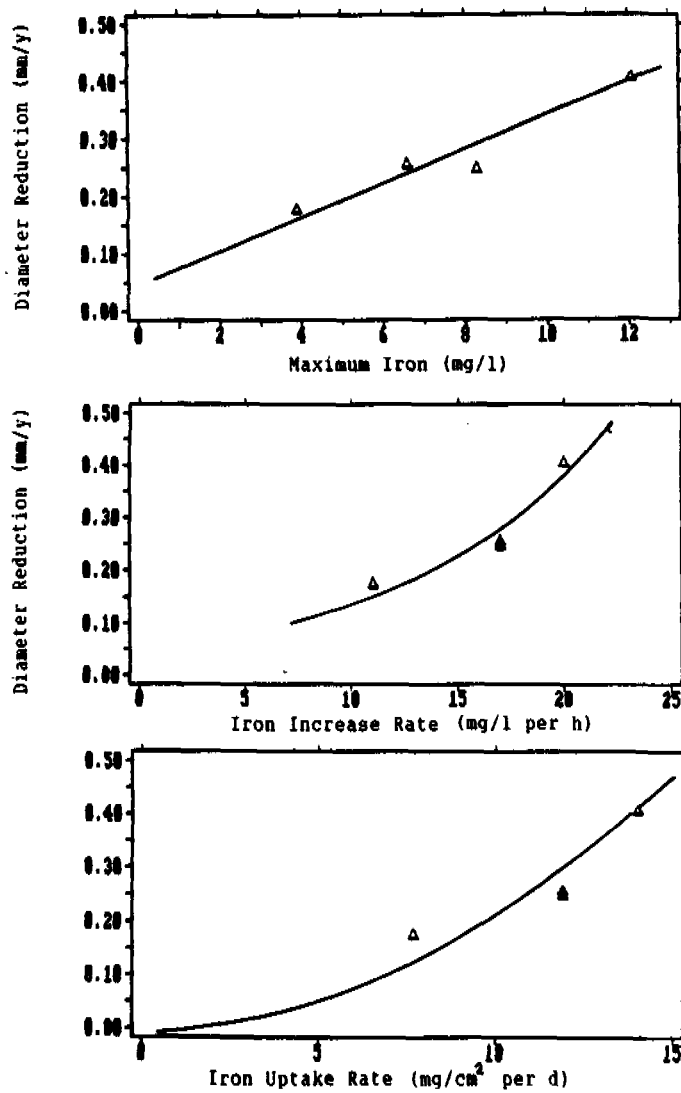 Diameter Reduction (mm/y)
0.50
0.40
0.30
0.20
0.10
0.00
0 2 4 6 8 10 12
Maximum Iron (mg/l)
Diameter Reduction (mm/y)
0.50
0.40
0.30
0.20
0.10
0.00
0 5 10 15 20 25
Iron Increase Rate (mg/l per h)
0.50
0.40
0.30
0.20
0.10
0.00
0 5 10 15
Iron Uptake Rate (mg/cm² per d)